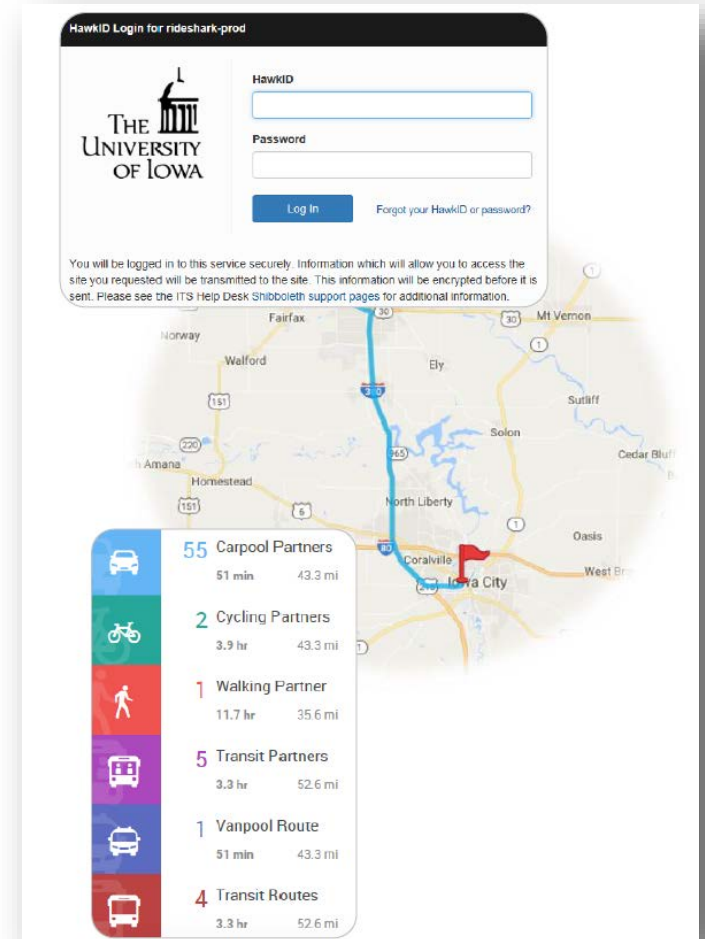 HawkID Login for rideshark-prod
THE
UNIVERSITY
OF IOWA
HawkID
Password
Log In
Forgot your HawkID or password?
You will be logged in to this service securely. Information which will allow you to access the
site you requested will be transmitted to the site. This information will be encrypted before it is
sent. Please see the ITS Help Desk Shibboleth support pages for additional information.
1
30
Fairfax
30
Mt Vernon
Norway
1
Walford
Ely
151
Sutliff
Solon
220
965
Cedar Bluff
Amana
Homestead
151
6
North Liberty
1
Oasis
80
Coralville
West Br
Iowa City
55 Carpool Partners
51 min 43.3 mi
2 Cycling Partners
3.9 hr 43.3 mi
1
1 Walking Partner
11.7 hr 35.6 mi
5 Transit Partners
3.3 hr 52.6 mi
1 Vanpool Route
51 min 43.3 mi
4 Transit Routes
3.3 hr 52.6 mi